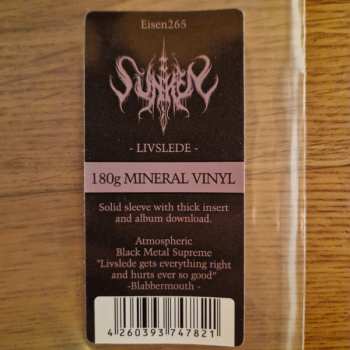 Eisen265
SUNKEN
- LIVSLEDE -
180g MINERAL VINYL
Solid sleeve with thick insert
and album download.
Atmospheric
Black Metal Supreme
"Livslede gets everything right
and hurts ever so good"
-Blabbermouth -
4 260393 747821